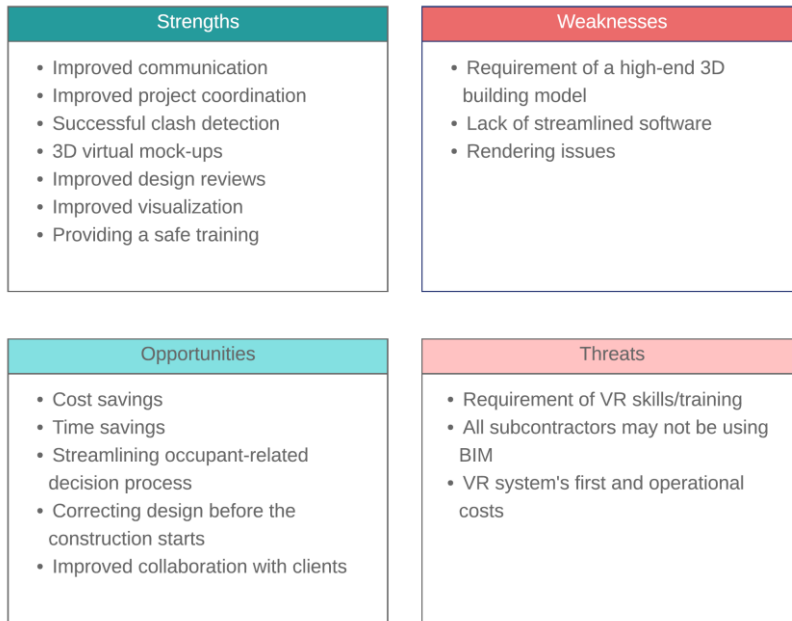 Strengths
• Improved communication
• Improved project coordination
• Successful clash detection
• 3D virtual mock-ups
• Improved design reviews
• Improved visualization
• Providing a safe training
Weaknesses
• Requirement of a high-end 3D
building model
• Lack of streamlined software
• Rendering issues
Opportunities
• Cost savings
• Time savings
• Streamlining occupant-related
decision process
• Correcting design before the
construction starts
• Improved collaboration with clients
Threats
• Requirement of VR skills/training
• All subcontractors may not be using
BIM
• VR system's first and operational
costs